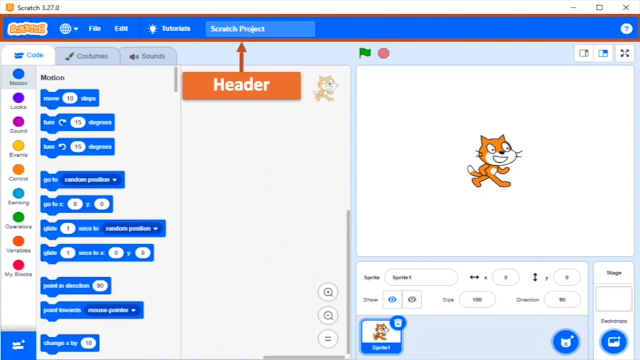 Scratch 3.27.0
SCRATCH File Edit Tutorials Scratch Project
Code Costumes Sounds
Header
Motion
Motion
Looks
Sound
Events
Control
Sensing
Operators
Variables
My Blocks
move 10 steps
turn 15 degrees
turn 15 degrees
go to random position
go to x: 0 y: 0
glide 1 secs to random position
glide 1 secs to x: 0 y: 0
point in direction 90
point towards mouse-pointer
change x by 10
Sprite Sprite1 x 0 y 0
Show Size 100 Direction 90
Sprite1
Stage
Backdrops